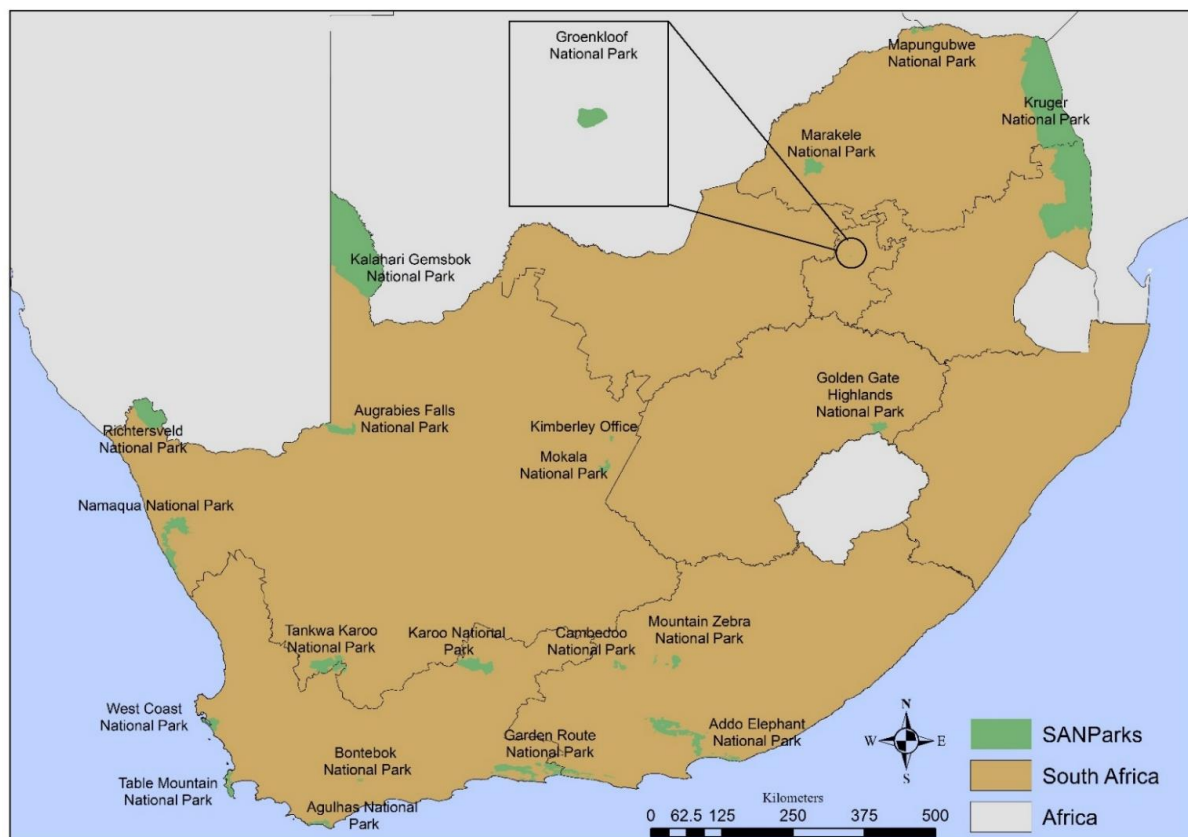 Groenkloof
National Park
Mapungubwe
National Park
Kruger
National Park
Marakele
National Park
Kalahari Gemsbok
National Park
Golden Gate
Highlands
National Park
Augrabies Falls
National Park
Kimberley Office
Richtersveld
National Park
Mokala
National Park
Namaqua National Park
Tankwa Karoo
National Park
Karoo National
Park
Cambedoo
National Park
Mountain Zebra
National Park
West Coast
National Park
Garden Route
National Park
Addo Elephant
National Park
Bontebok
National Park
Table Mountain
National Park
Agulhas National
Park
N
W E
S
SANParks
South Africa
Africa
Kilometers
0 62.5 125 250 375 500